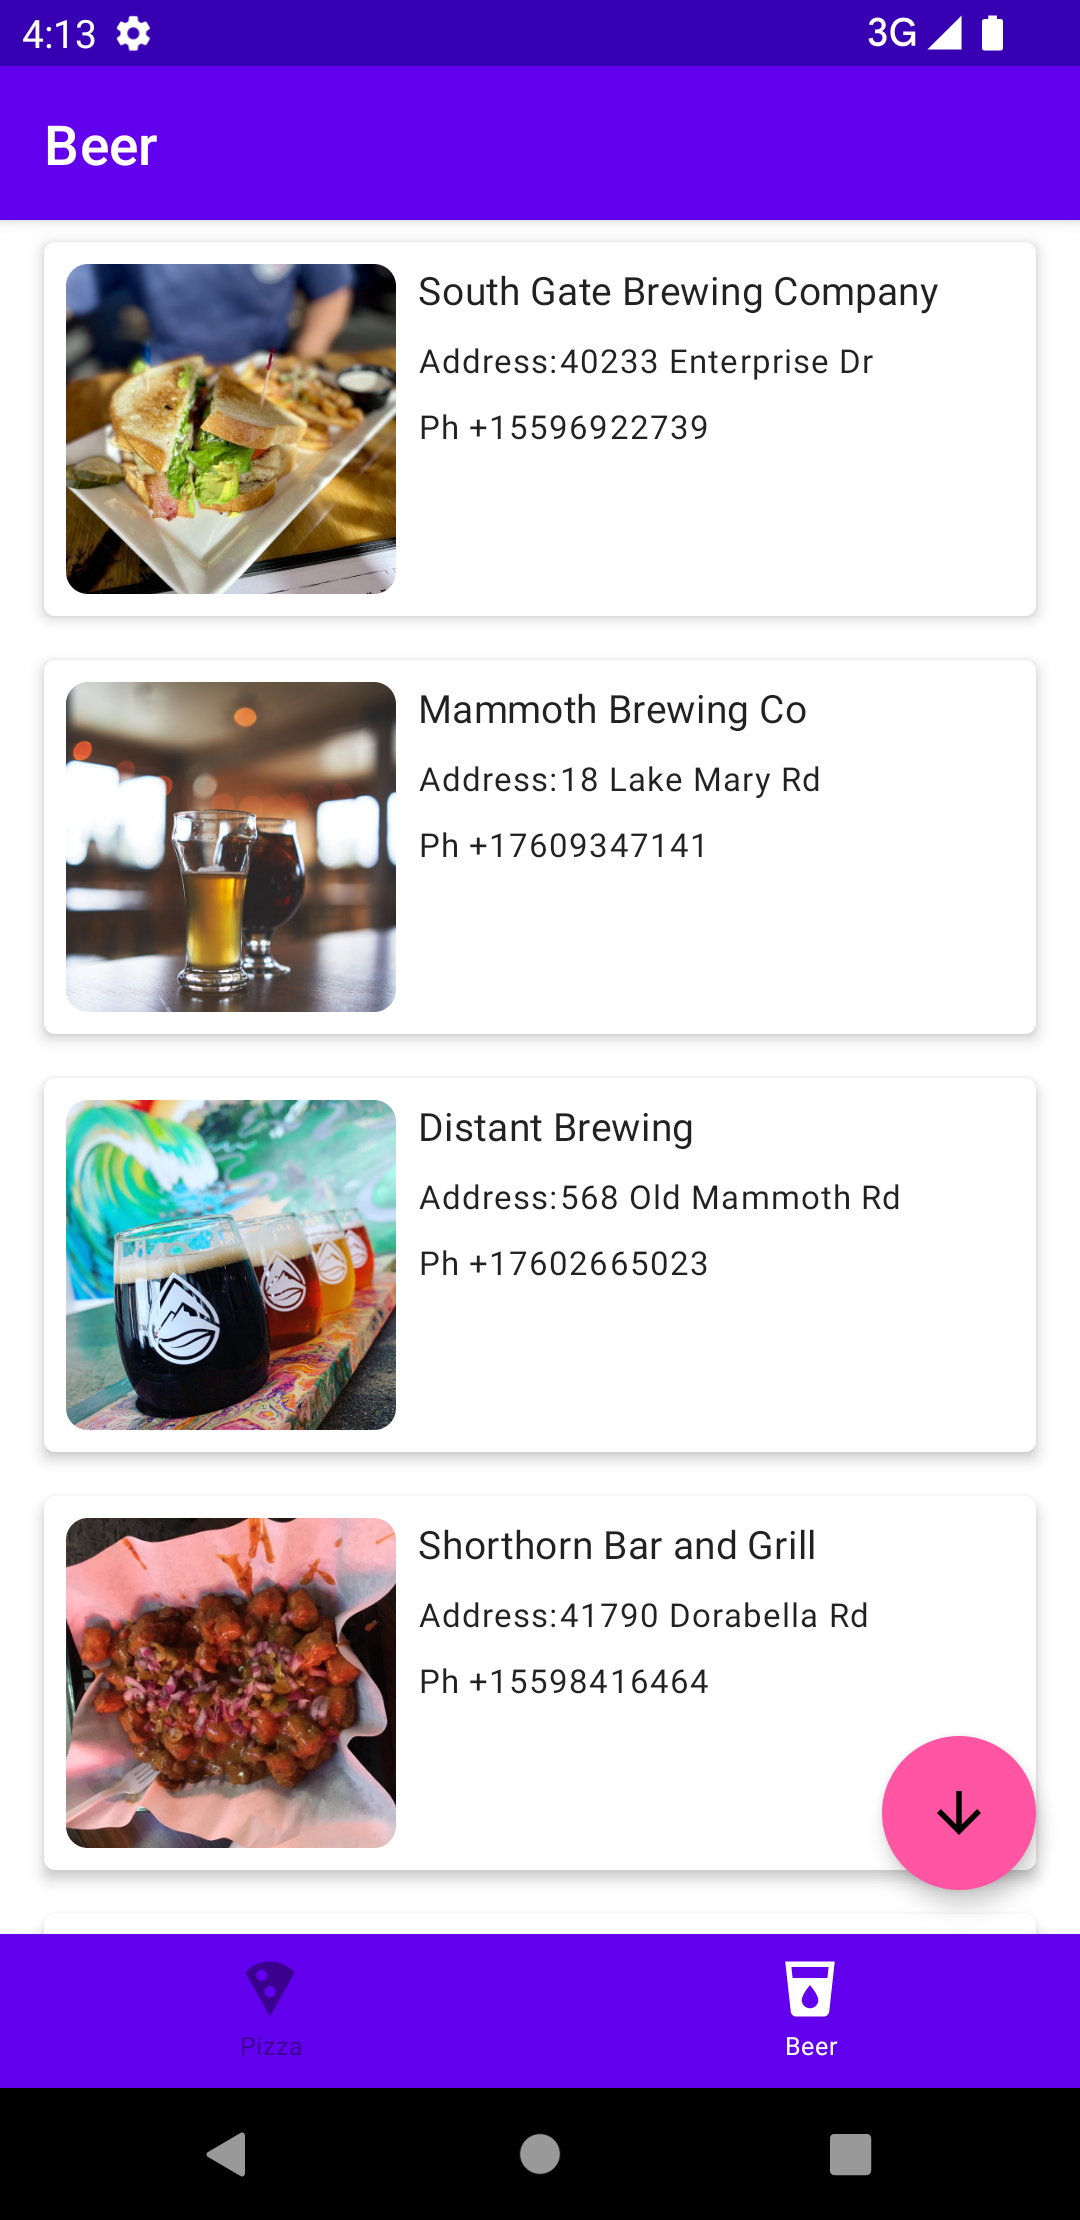 4:13
3G
Beer
South Gate Brewing Company
Address:40233 Enterprise Dr
Ph +15596922739
Mammoth Brewing Co
Address:18 Lake Mary Rd
Ph +17609347141
Distant Brewing
Address:568 Old Mammoth Rd
Ph +17602665023
Shorthorn Bar and Grill
Address:41790 Dorabella Rd
Ph +15598416464
Pizza
Beer